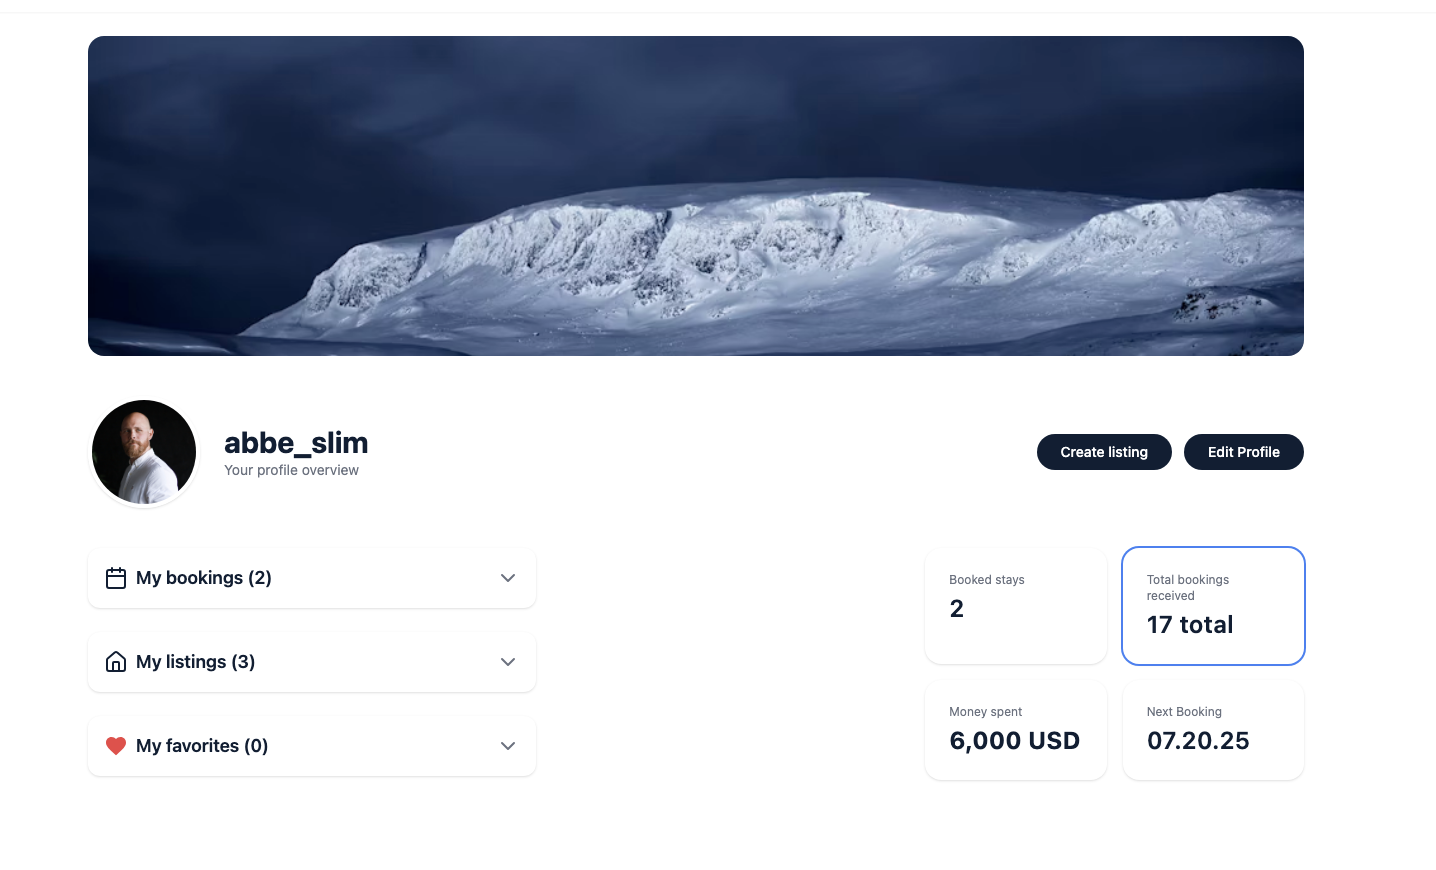 abbe_slim
Your profile overview
Create listing
Edit Profile
My bookings (2)
My listings (3)
My favorites (0)
Booked stays
2
Total bookings
received
17 total
Money spent
6,000 USD
Next Booking
07.20.25